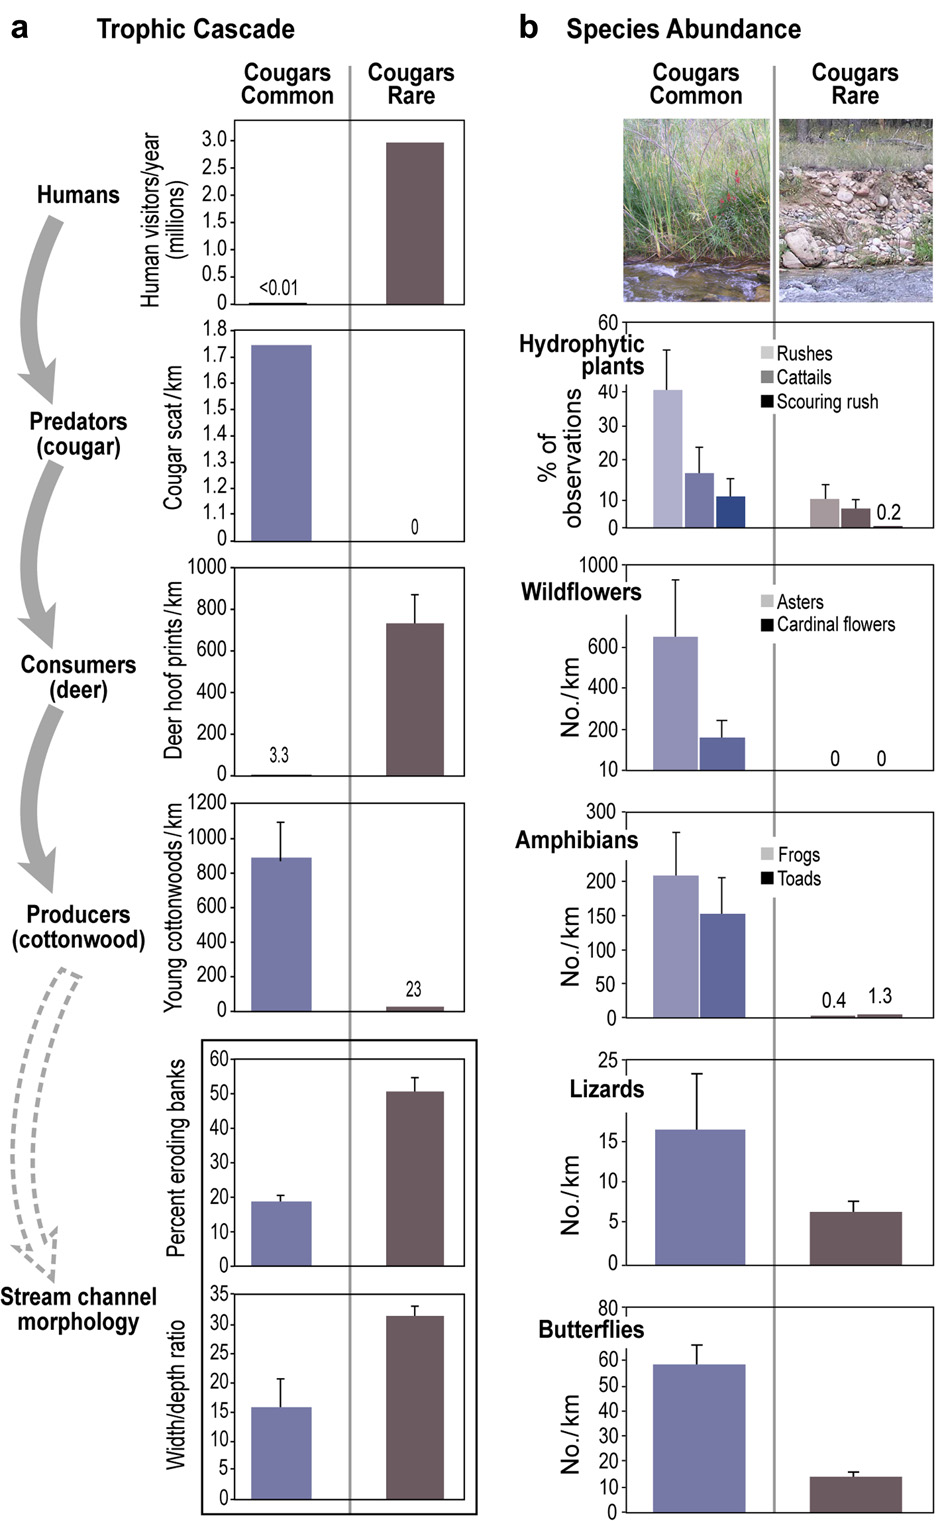 a Trophic Cascade
Cougars
Common
Cougars
Rare
Humans
Predators
(cougar)
Consumers
(deer)
Producers
(cottonwood)
Stream channel
morphology
Human visitors/year
(millions)
3.0
2.5
2.0
1.5
1.0
0.5
0
<0.01
Cougar scat/km
1.8
1.7
1.6
1.5
1.4
1.3
1.2
1.1
0
0
Deer hoof prints/km
1000
800
600
400
200
0
3.3
Young cottonwoods/km
1200
1000
800
600
400
200
0
23
Percent eroding banks
60
50
40
30
20
10
0
Width/depth ratio
35
30
25
20
15
10
5
0
b Species Abundance
Cougars
Common
Cougars
Rare
Hydrophytic
plants
% of
observations
60
40
30
20
10
0
Rushes
Cattails
Scouring rush
0.2
Wildflowers
No./km
1000
600
400
200
10
Asters
Cardinal flowers
0 0
Amphibians
No./km
300
200
150
100
50
0
Frogs
Toads
0.4 1.3
Lizards
No./km
25
15
10
5
0
Butterflies
No./km
80
60
50
40
30
20
10
0